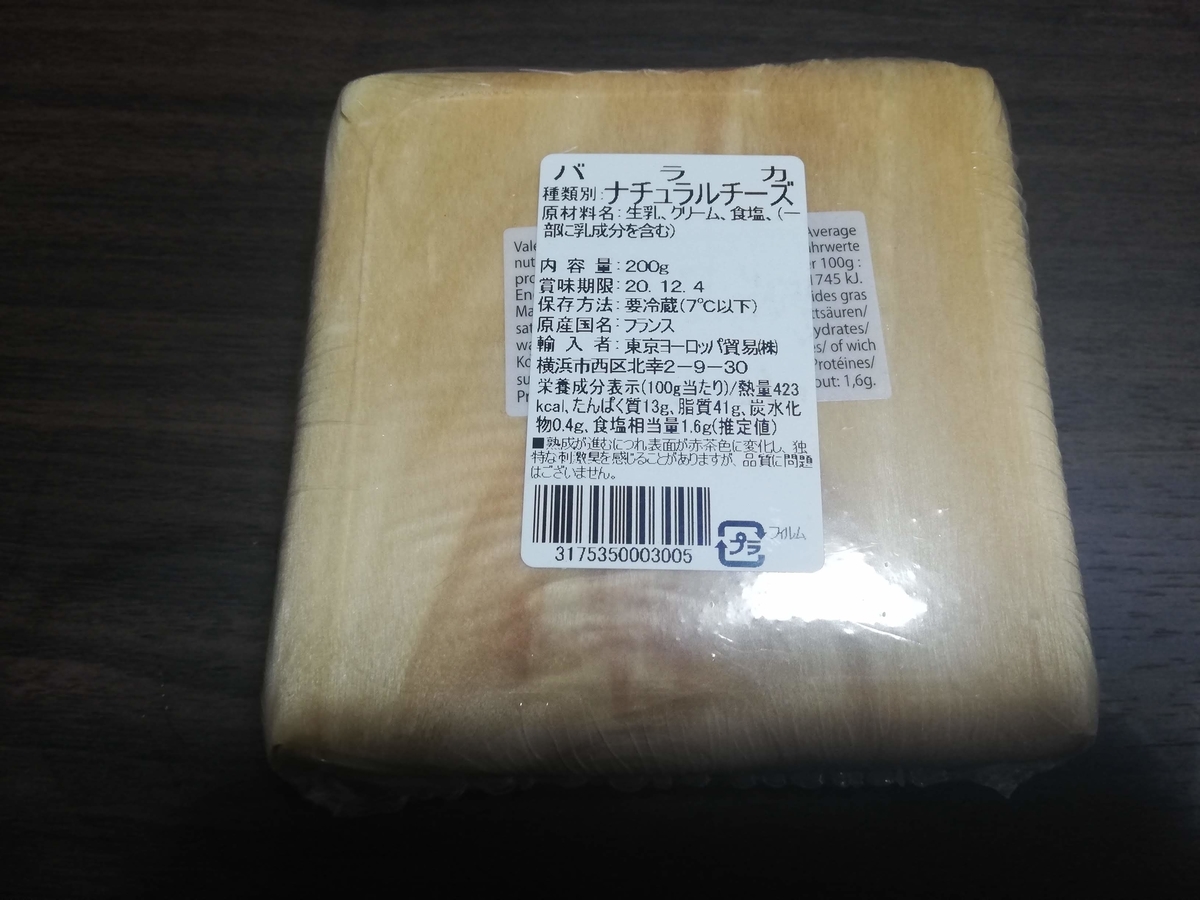 バラカ
種類別:ナチュラルチーズ
原材料名:生乳、クリーム、食塩、(一
部に乳成分を含む)
内容量:200g
賞味期限:20.12.4
保存方法:要冷蔵(7℃以下)
原産国名:フランス
輸入者:東京ヨーロッパ貿易㈱
横浜市西区北幸2-9-30
栄養成分表示(100g当たり)/熱量423
kcal、たんぱく質13g、脂質41g、炭水化
物0.4g、食塩相当量1.6g(推定値)
■熟成が進むにつれ表面が赤茶色に変化し、独
特な刺激臭を感じることがありますが、品質に問題
はございません。
3175350003005
プラ
フィルム
Average
100g :
1745 kJ.
gras
of wich
Protéines/
1,6g.